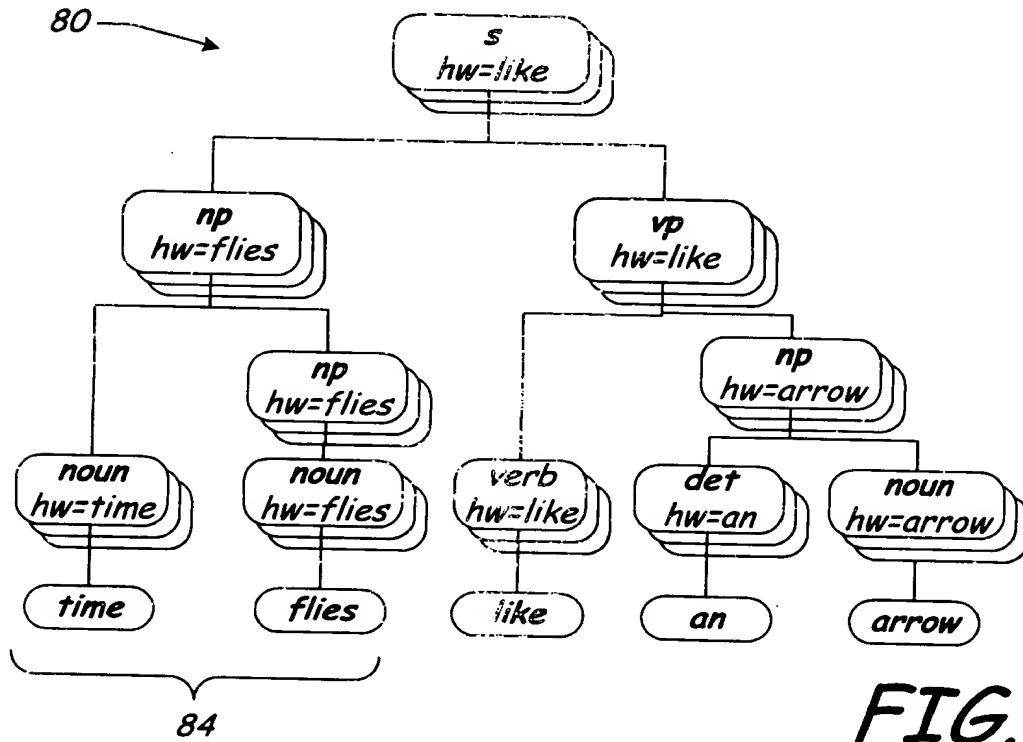 80
s
hw=like
np
hw=flies
vp
hw=like
np
hw=flies
np
hw=arrow
noun
hw=time
noun
hw=flies
verb
hw=like
det
hw=an
noun
hw=arrow
time
flies
like
an
arrow
84
FIG.